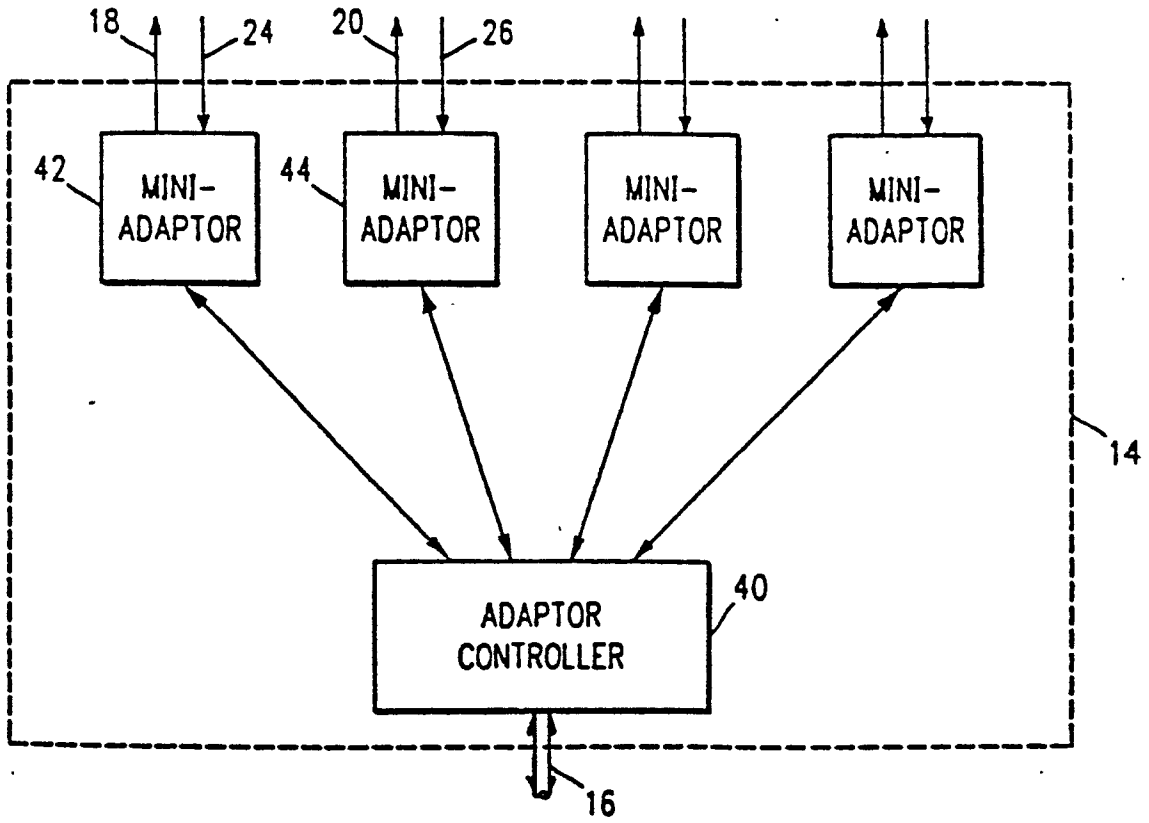 18 24 20 26
42 MINI-
ADAPTOR
44 MINI-
ADAPTOR
MINI-
ADAPTOR
MINI-
ADAPTOR
14
ADAPTOR
CONTROLLER
40
16